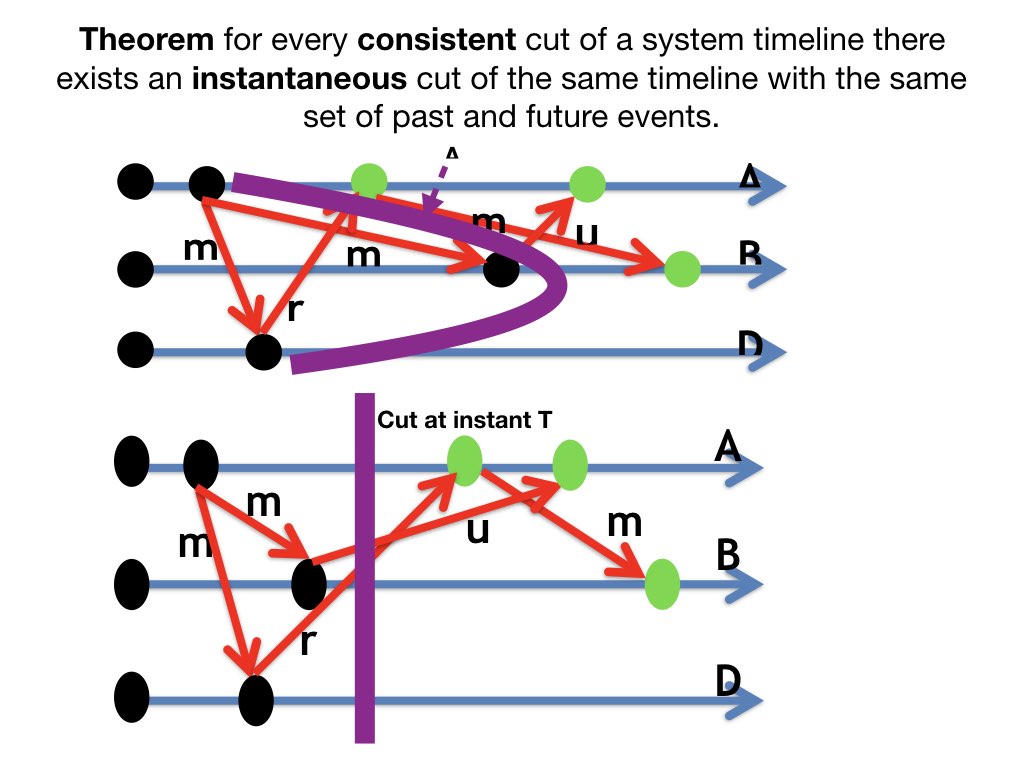 Theorem for every consistent cut of a system timeline there
exists an instantaneous cut of the same timeline with the same
set of past and future events.
A
m
u
m
m
B
r
D
Cut at instant T
A
m
m
u
m
B
r
D